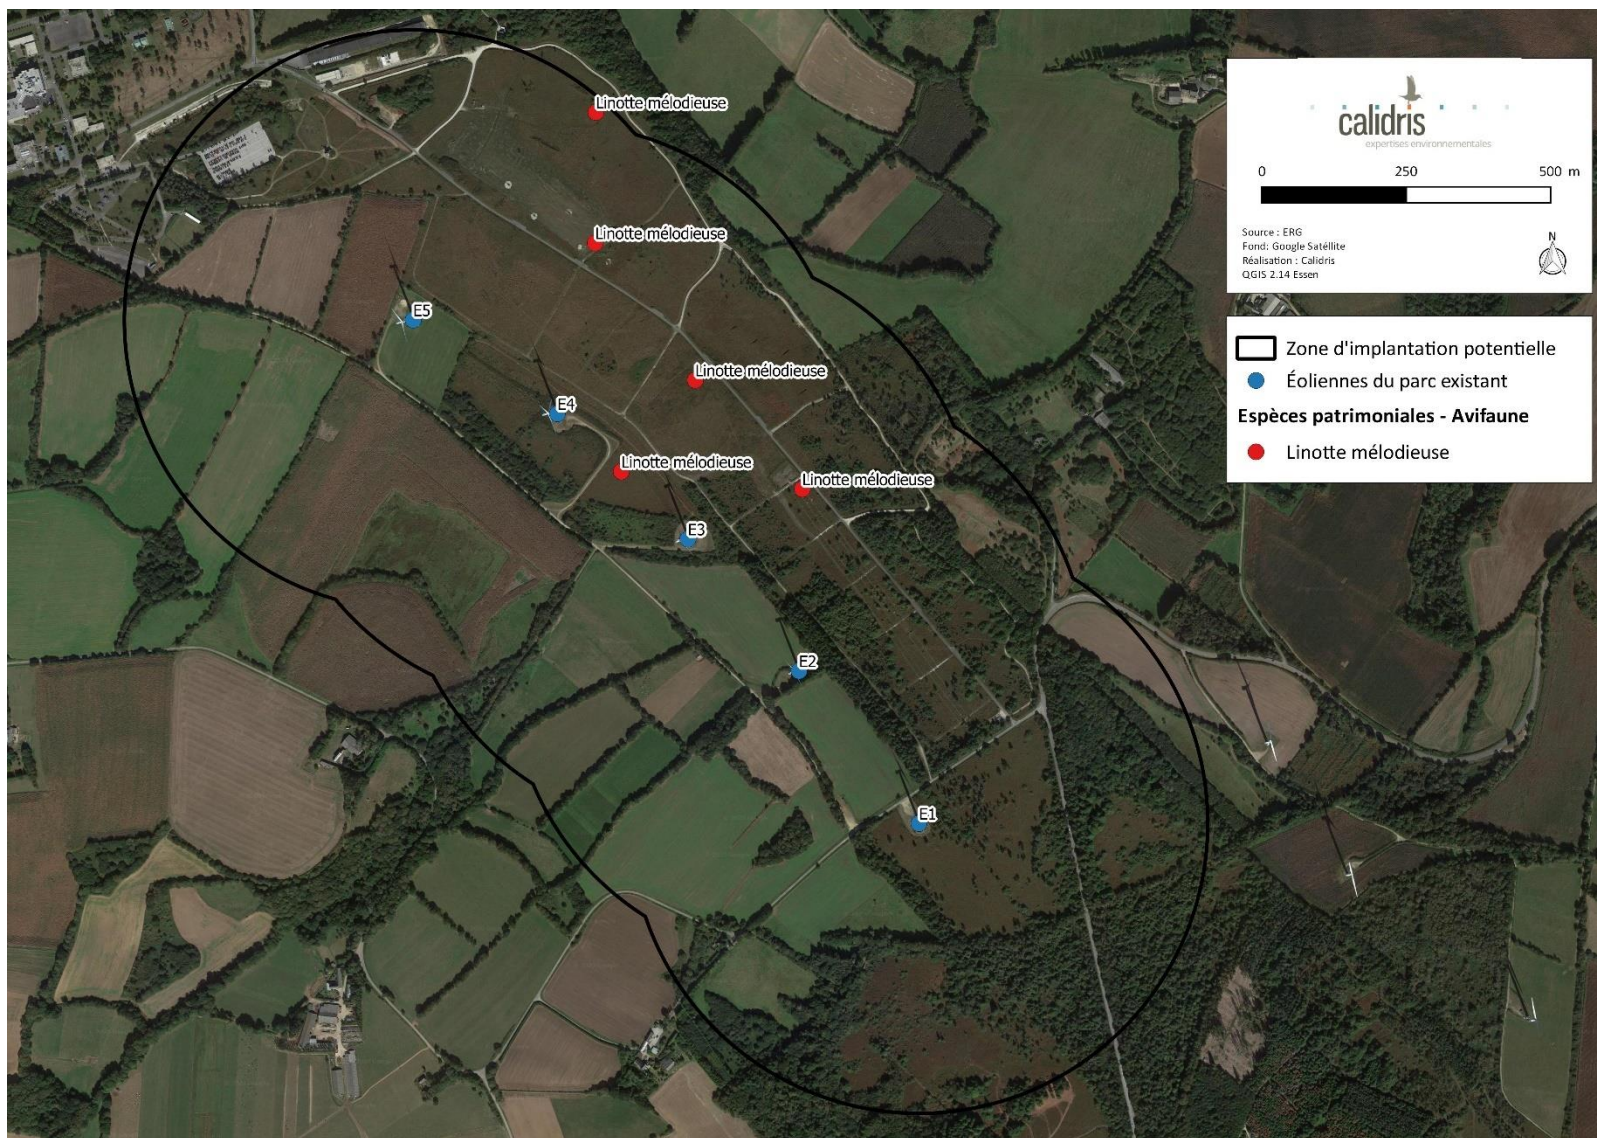 Linotte mélodieuse
Linotte mélodieuse
E5
Linotte mélodieuse
E4
Linotte mélodieuse
Linotte mélodieuse
E3
E2
E1
calidris
expertises environnementales
0 250 500 m
Source : ERG
Fond: Google Satéllite
Réalisation : Calidris
QGIS 2.14 Essen
N
Zone d'implantation potentielle
Éoliennes du parc existant
Espèces patrimoniales - Avifaune
Linotte mélodieuse